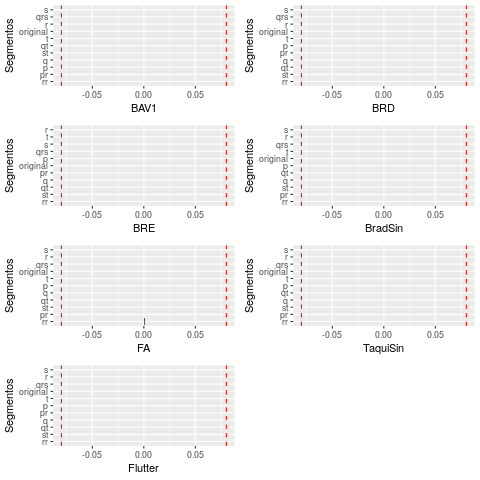 Segmentos
s
qrs
r
original
t
qt
p
st
q
p
pr
rr
-0.05 0.00 0.05
BAV1
Segmentos
s
qrs
r
original
t
p
qt
q
pr
st
rr
-0.05 0.00 0.05
BRD
Segmentos
r
t
s
qrs
p
original
pr
q
qt
st
rr
-0.05 0.00 0.05
BRE
Segmentos
s
r
qrs
t
original
p
qt
q
pr
st
rr
-0.05 0.00 0.05
BradSin
Segmentos
s
r
qrs
original
t
p
q
qt
st
pr
rr
-0.05 0.00 0.05
FA
Segmentos
s
r
qrs
original
t
p
qt
q
st
pr
rr
-0.05 0.00 0.05
TaquiSin
Segmentos
s
r
qrs
original
t
p
pr
q
qt
st
rr
-0.05 0.00 0.05
Flutter